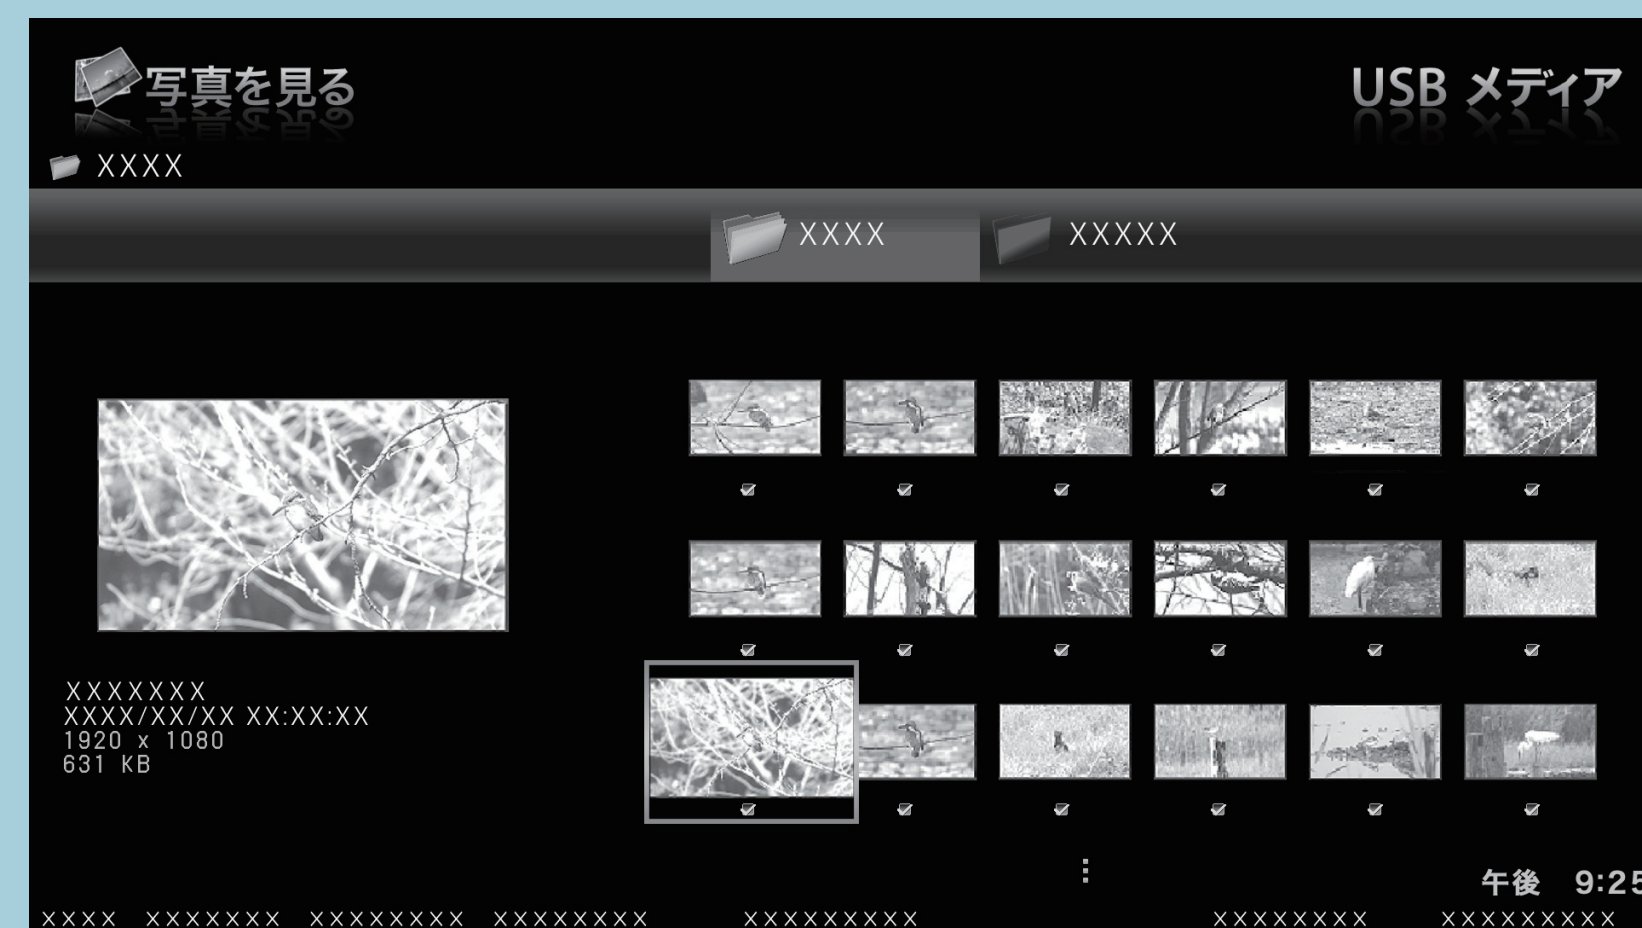 写真を見る
USB メディア
XXXX
XXXX
XXXXX
XXXXXXX
XXXX/XX/XX XX:XX:XX
1920 x 1080
631 KB
午後 9:25
XXXX XXXXXXX XXXXXXXX XXXXXXXX XXXXXXXXX XXXXXXXX XXXXXXXXX